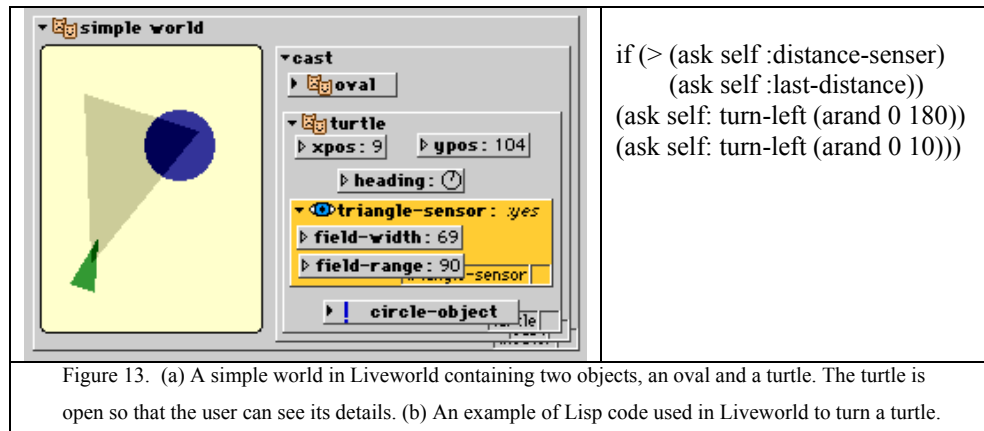 simple world
cast
oval
turtle
xpos: 9
ypos: 104
heading:
triangle-sensor: yes
field-width: 69
field-range: 90
-sensor
circle-object
if (> (ask self :distance-senser)
(ask self :last-distance))
(ask self: turn-left (arand 0 180))
(ask self: turn-left (arand 0 10)))
Figure 13. (a) A simple world in Liveworld containing two objects, an oval and a turtle. The turtle is
open so that the user can see its details. (b) An example of Lisp code used in Liveworld to turn a turtle.